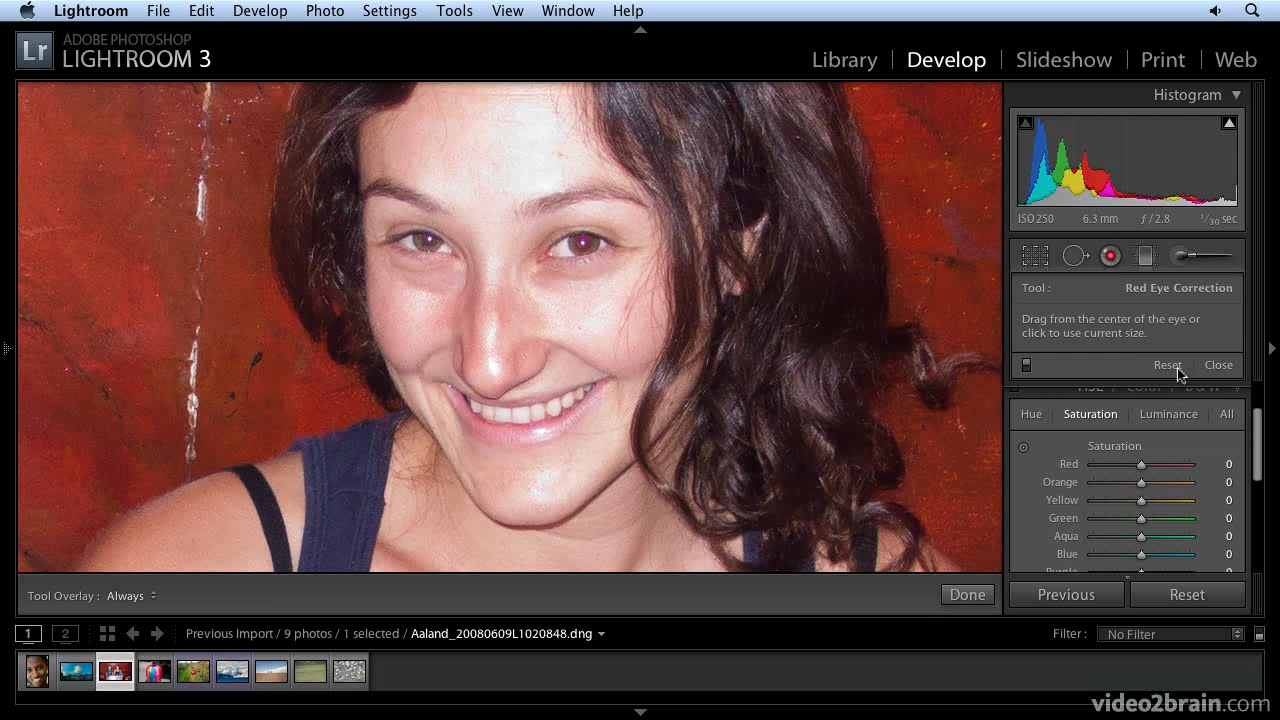 Lightroom File Edit Develop Photo Settings Tools View Window Help
Lr ADOBE PHOTOSHOP
LIGHTROOM 3
Library | Develop | Slideshow | Print | Web
Histogram
ISO 250 6.3 mm ƒ / 2.8 1/30 sec
Tool : Red Eye Correction
Drag from the center of the eye or
click to use current size.
Reset Close
HSL / Color / B & W
Hue Saturation Luminance All
Saturation
Red 0
Orange 0
Yellow 0
Green 0
Aqua 0
Blue 0
Purple
Tool Overlay : Always Done
Previous Reset
1 2 Previous Import / 9 photos / 1 selected / Aaland_20080609L1020848.dng Filter : No Filter
video2brain.com